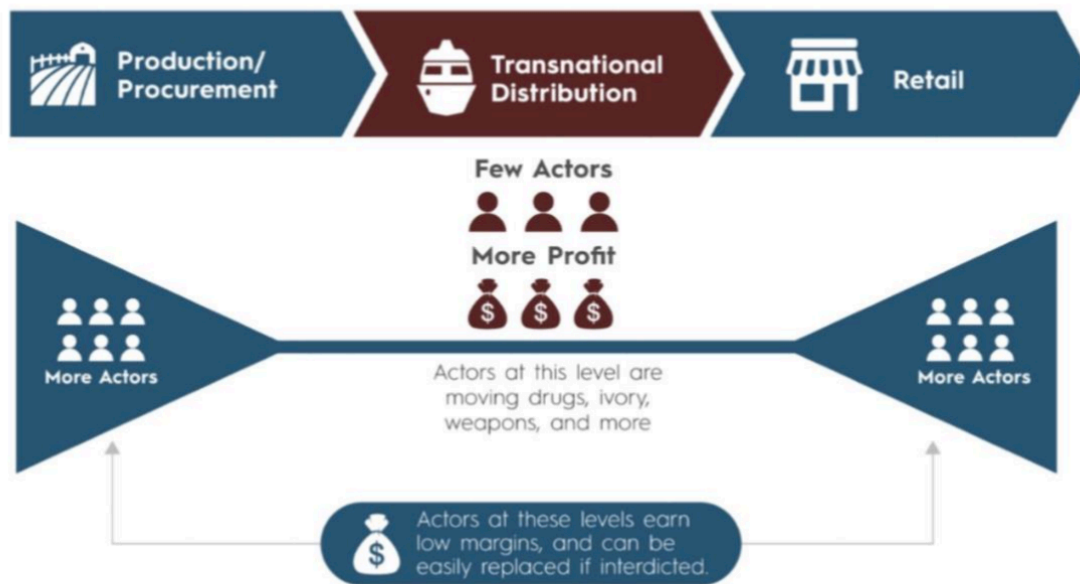 Production/
Procurement
Transnational
Distribution
Retail
Few Actors
More Profit
$ $ $
More Actors
Actors at this level are
moving drugs, ivory,
weapons, and more
More Actors
$
Actors at these levels earn
low margins, and can be
easily replaced if interdicted.